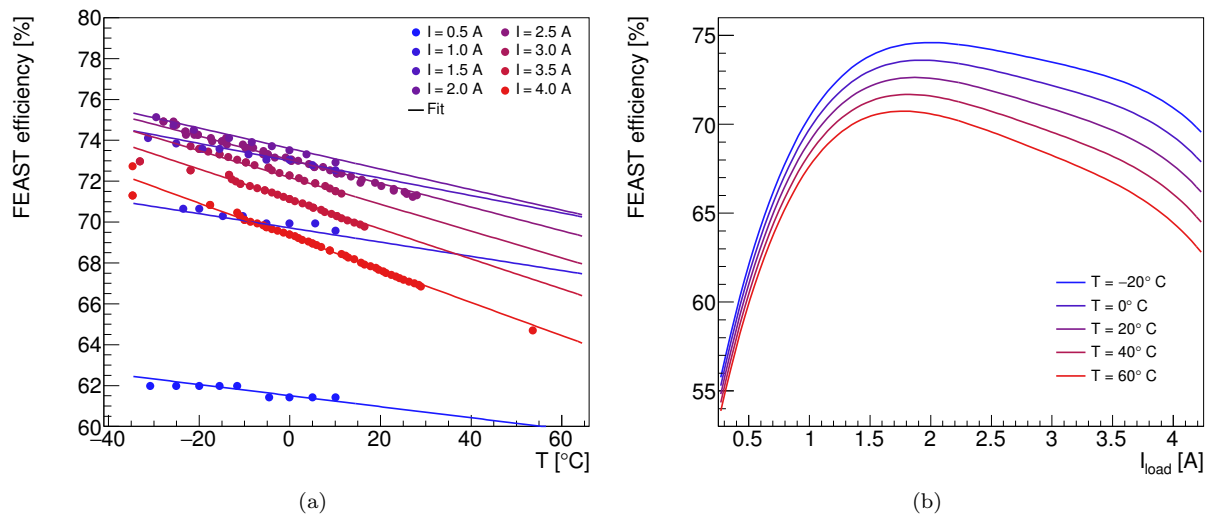 FEAST efficiency [%]
80
78
76
74
72
70
68
66
64
62
60
−40 −20 0 20 40 60
T [°C]
I = 0.5 A I = 2.5 A
I = 1.0 A I = 3.0 A
I = 1.5 A I = 3.5 A
I = 2.0 A I = 4.0 A
Fit
(a)
FEAST efficiency [%]
75
70
65
60
55
0.5 1 1.5 2 2.5 3 3.5 4
I_load [A]
T = −20° C
T = 0° C
T = 20° C
T = 40° C
T = 60° C
(b)